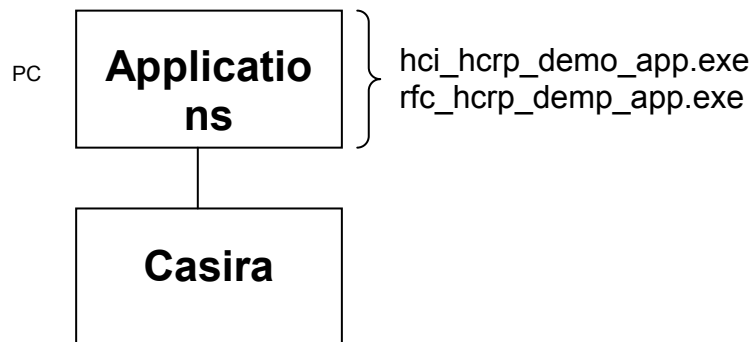 PC
Applicatio
ns
hci_hcrp_demo_app.exe
rfc_hcrp_demp_app.exe
Casira